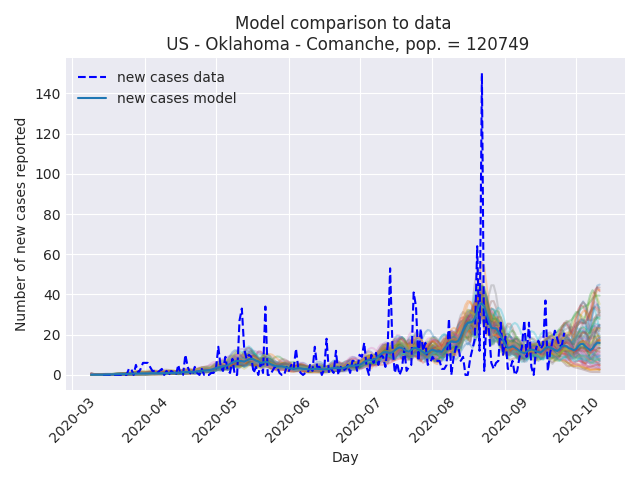 Model comparison to data
US - Oklahoma - Comanche, pop. = 120749
new cases data
new cases model
Number of new cases reported
140
120
100
80
60
40
20
0
2020-03
2020-04
2020-05
2020-06
2020-07
2020-08
2020-09
2020-10
Day